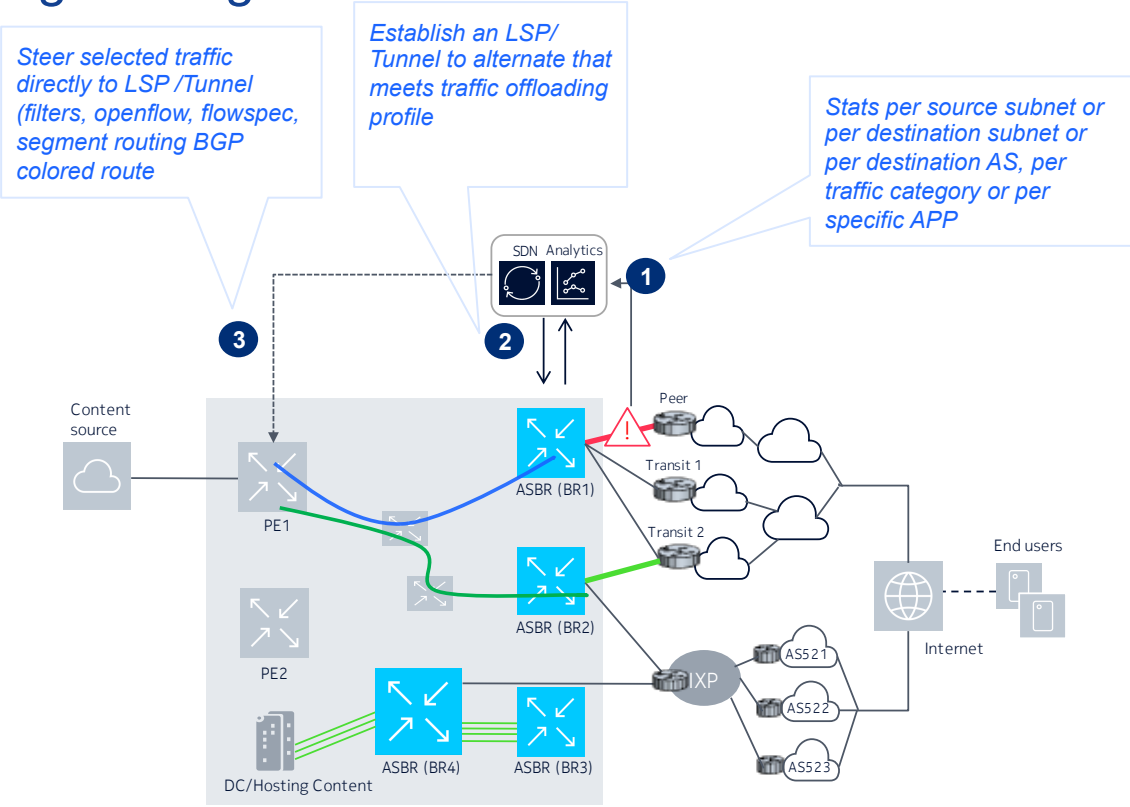 Steer selected traffic
directly to LSP /Tunnel
(filters, openflow, flowspec,
segment routing BGP
colored route
Establish an LSP/
Tunnel to alternate that
meets traffic offloading
profile
Stats per source subnet or
per destination subnet or
per destination AS, per
traffic category or per
specific APP
SDN
Analytics
1
2
3
Content
source
PE1
PE2
DC/Hosting Content
ASBR (BR1)
ASBR (BR2)
ASBR (BR4)
ASBR (BR3)
Peer
!
Transit 1
Transit 2
IXP
AS521
AS522
AS523
Internet
End users